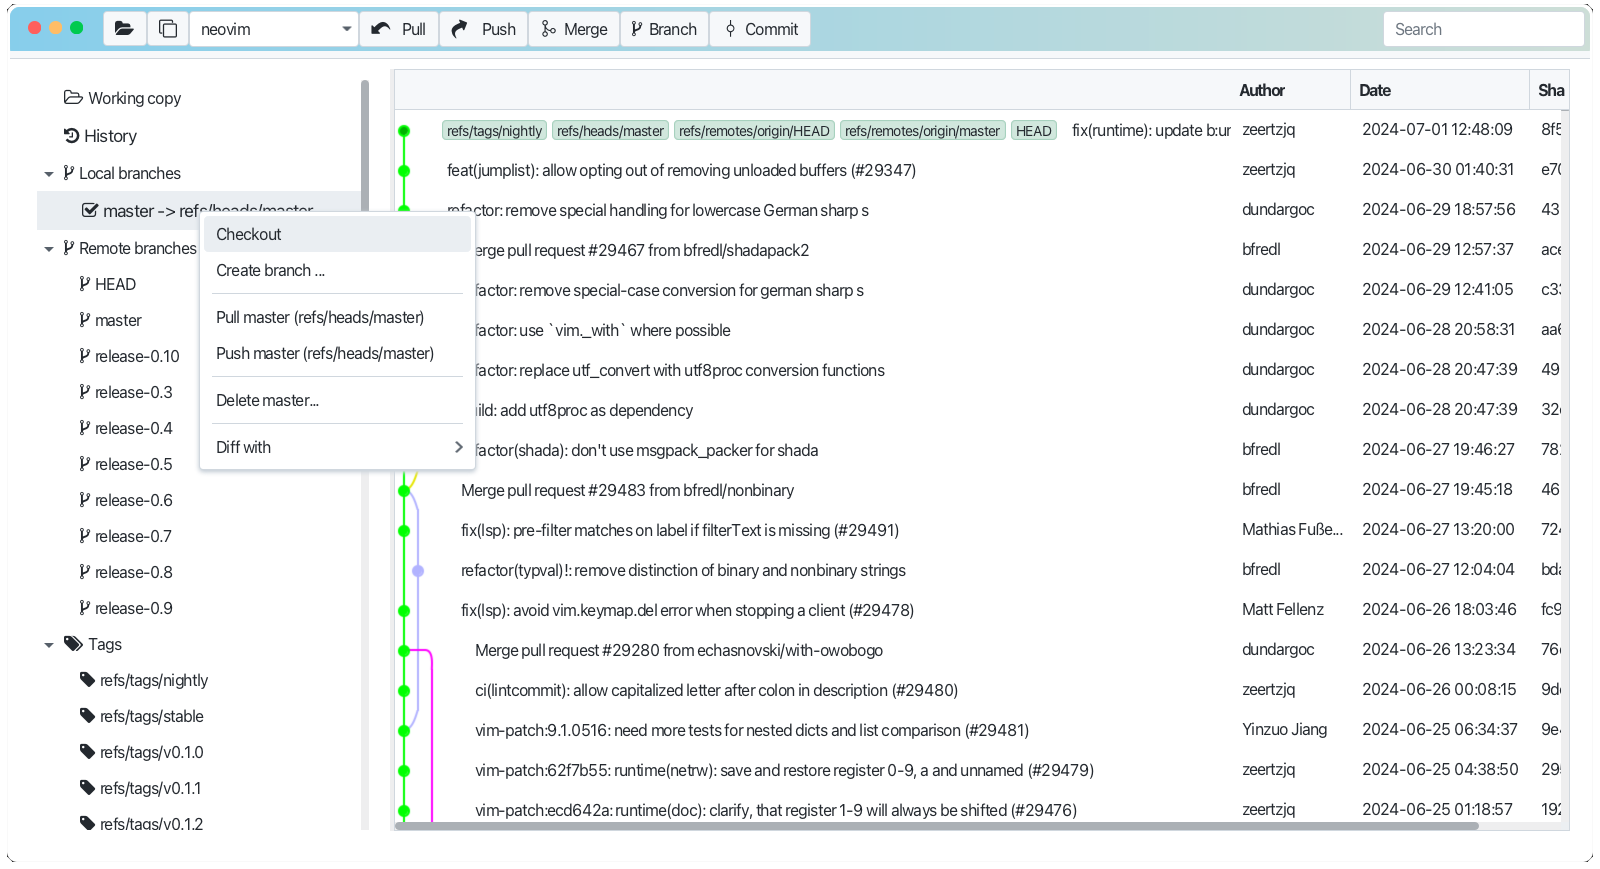 neovim Pull Push Merge Branch Commit Search
Author Date Sha
Working copy
History
Local branches
master -> refs/heads/master
Remote branches
HEAD
master
release-0.10
release-0.3
release-0.4
release-0.5
release-0.6
release-0.7
release-0.8
release-0.9
Tags
refs/tags/nightly
refs/tags/stable
refs/tags/v0.1.0
refs/tags/v0.1.1
refs/tags/v0.1.2
Checkout
Create branch ...
Pull master (refs/heads/master)
Push master (refs/heads/master)
Delete master...
Diff with
refs/tags/nightly refs/heads/master refs/remotes/origin/HEAD refs/remotes/origin/master HEAD fix(runtime): update b:ur zeertzjq 2024-07-01 12:48:09 8f5
feat(jumplist): allow opting out of removing unloaded buffers (#29347) zeertzjq 2024-06-30 01:40:31 e70
refactor: remove special handling for lowercase German sharp s dundargoc 2024-06-29 18:57:56 43
erge pull request #29467 from bfredl/shadapack2 bfredl 2024-06-29 12:57:37 ace
factor: remove special-case conversion for german sharp s dundargoc 2024-06-29 12:41:05 c33
factor: use `vim._with` where possible dundargoc 2024-06-28 20:58:31 aa6
factor: replace utf_convert with utf8proc conversion functions dundargoc 2024-06-28 20:47:39 49
ild: add utf8proc as dependency dundargoc 2024-06-28 20:47:39 32
factor(shada): don't use msgpack_packer for shada bfredl 2024-06-27 19:46:27 78
Merge pull request #29483 from bfredl/nonbinary bfredl 2024-06-27 19:45:18 46
fix(lsp): pre-filter matches on label if filterText is missing (#29491) Mathias Fuße... 2024-06-27 13:20:00 724
refactor(typval)!: remove distinction of binary and nonbinary strings bfredl 2024-06-27 12:04:04 bda
fix(lsp): avoid vim.keymap.del error when stopping a client (#29478) Matt Fellenz 2024-06-26 18:03:46 fc9
Merge pull request #29280 from echasnovski/with-owobogo dundargoc 2024-06-26 13:23:34 76
ci(lintcommit): allow capitalized letter after colon in description (#29480) zeertzjq 2024-06-26 00:08:15 9d
vim-patch:9.1.0516: need more tests for nested dicts and list comparison (#29481) Yinzuo Jiang 2024-06-25 06:34:37 9e
vim-patch:62f7b55: runtime(netrw): save and restore register 0-9, a and unnamed (#29479) zeertzjq 2024-06-25 04:38:50 29
vim-patch:ecd642a: runtime(doc): clarify, that register 1-9 will always be shifted (#29476) zeertzjq 2024-06-25 01:18:57 192